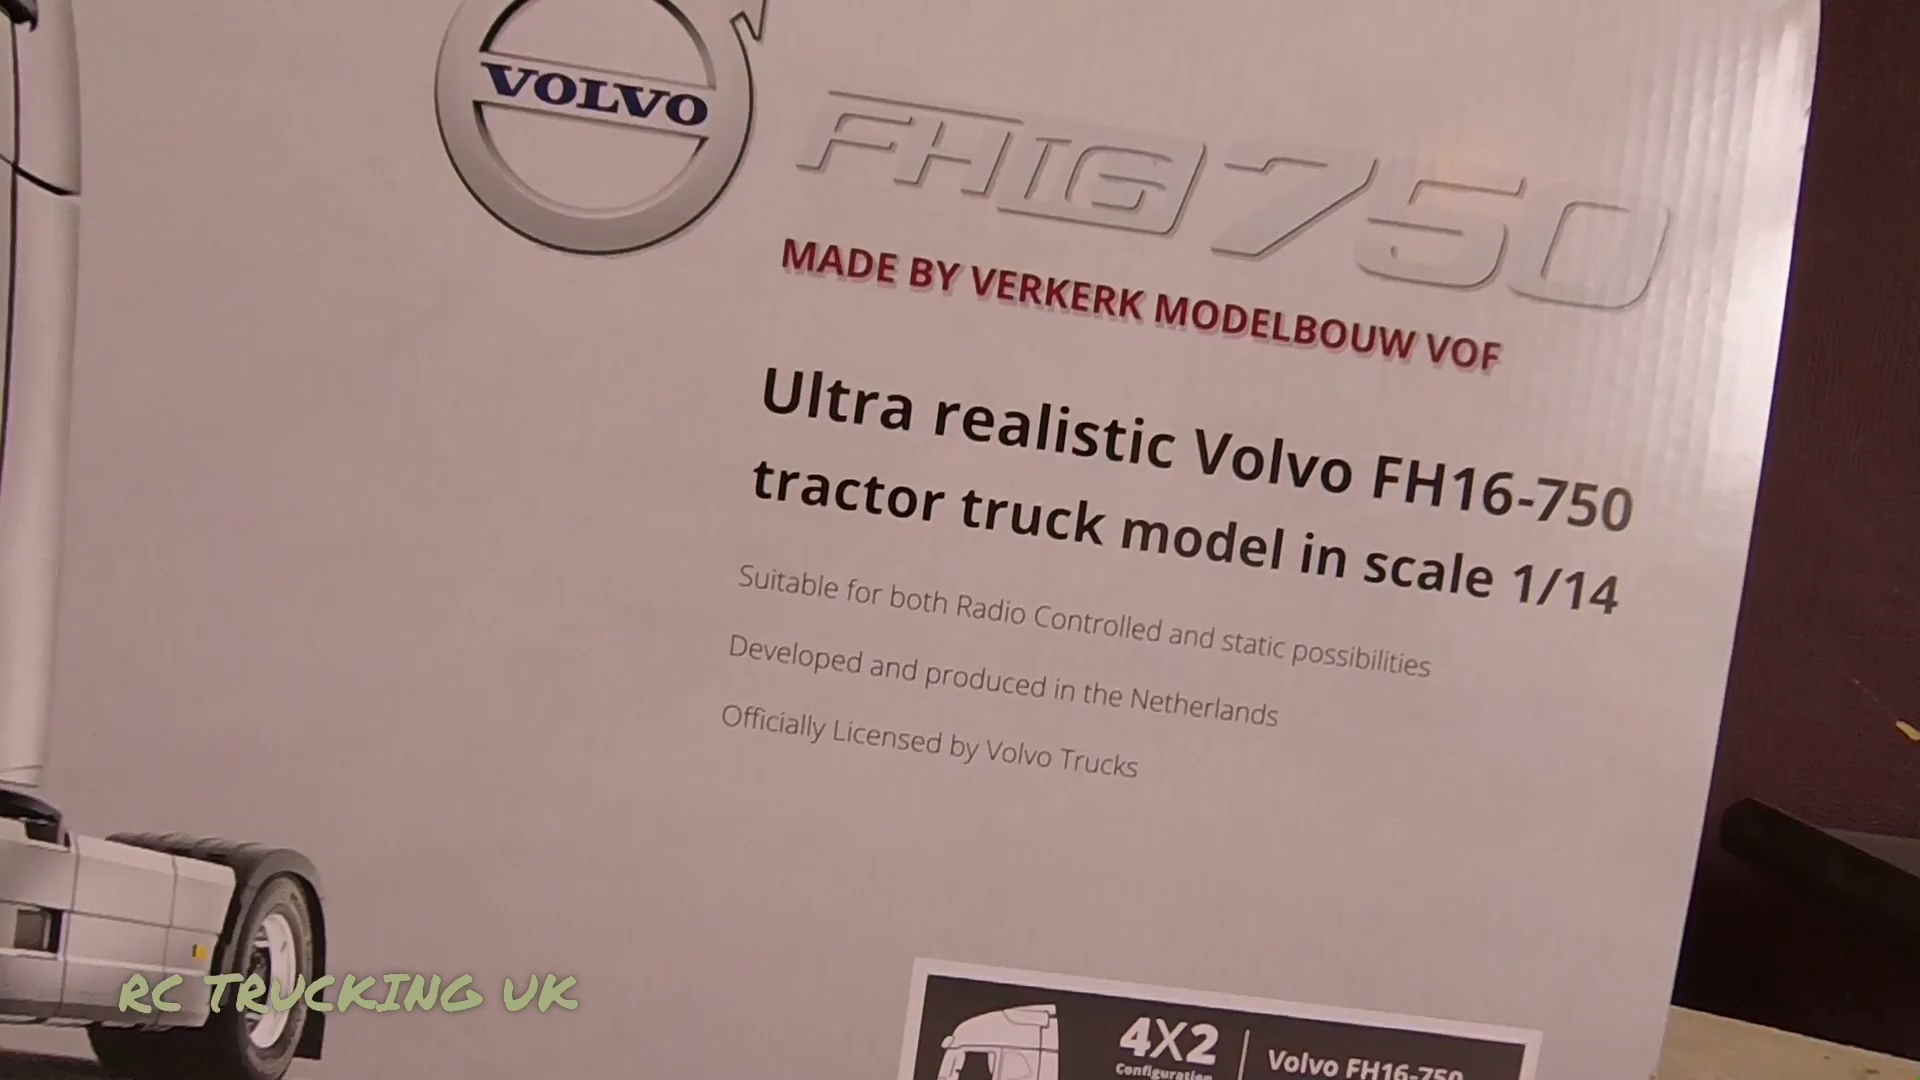 VOLVO
FH16 750
MADE BY VERKERK MODELBOUW VOF
Ultra realistic Volvo FH16-750
tractor truck model in scale 1/14
Suitable for both Radio Controlled and static possibilities
Developed and produced in the Netherlands
Officially Licensed by Volvo Trucks
RC TRUCKING UK
4X2
Configuration
Volvo FH16-750